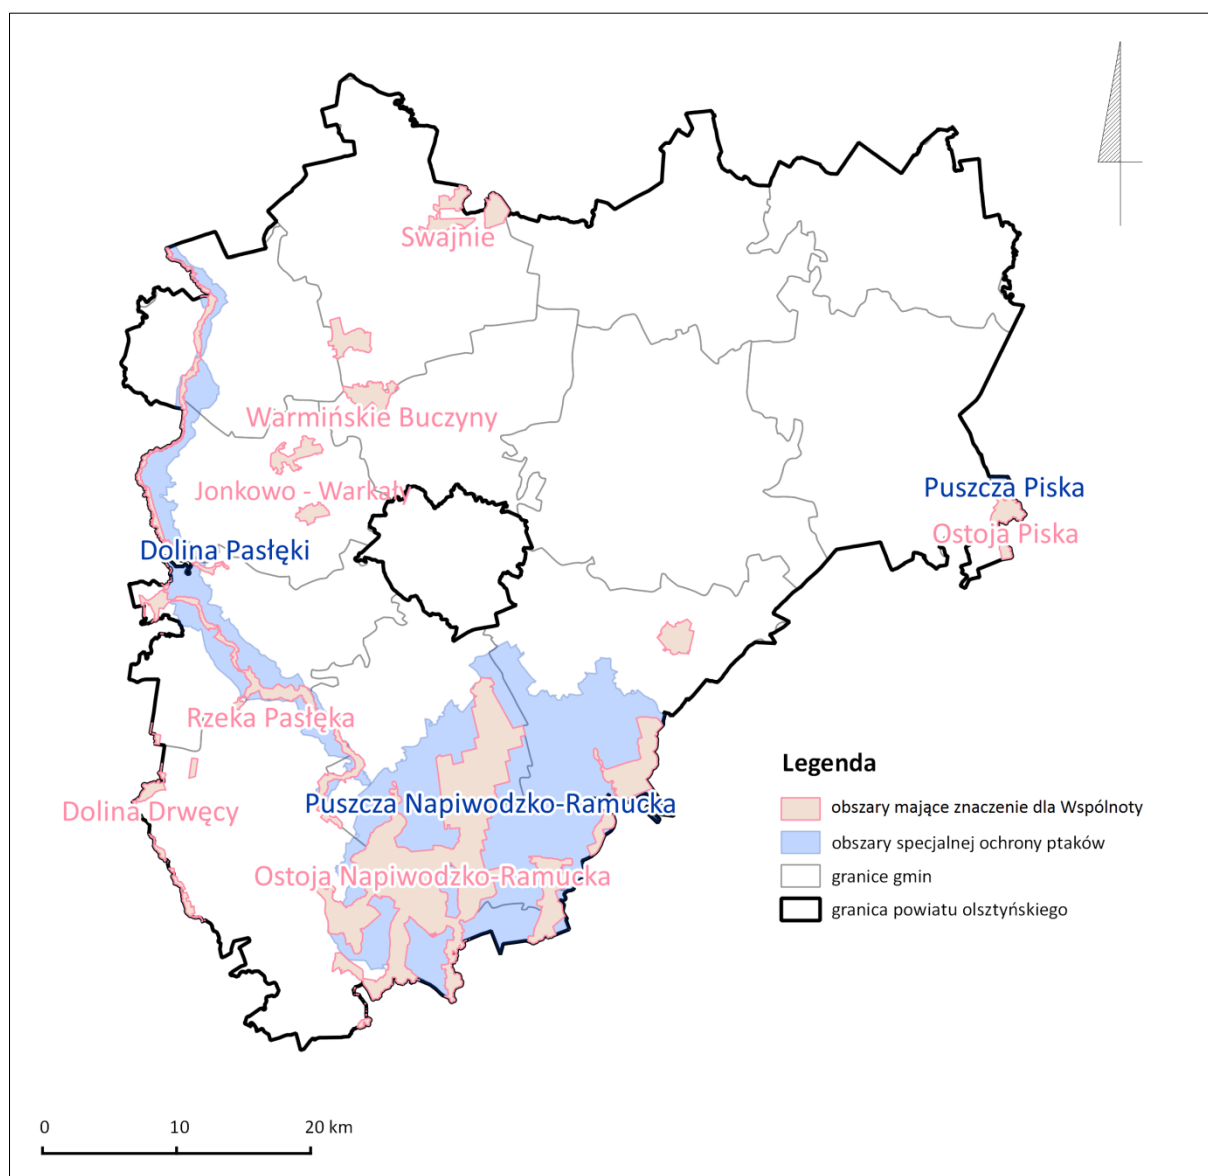 Swajnie
Warmińskie Buczyny
Jonkowo - Warkały
Puszcza Piska
Ostoja Piska
Dolina Pasłęki
Rzeka Pasłęka
Dolina Drwęcy
Puszcza Napiwodzko-Ramucka
Ostoja Napiwodzko-Ramucka
Legenda
obszary mające znaczenie dla Wspólnoty
obszary specjalnej ochrony ptaków
granice gmin
granica powiatu olsztyńskiego
0 10 20 km